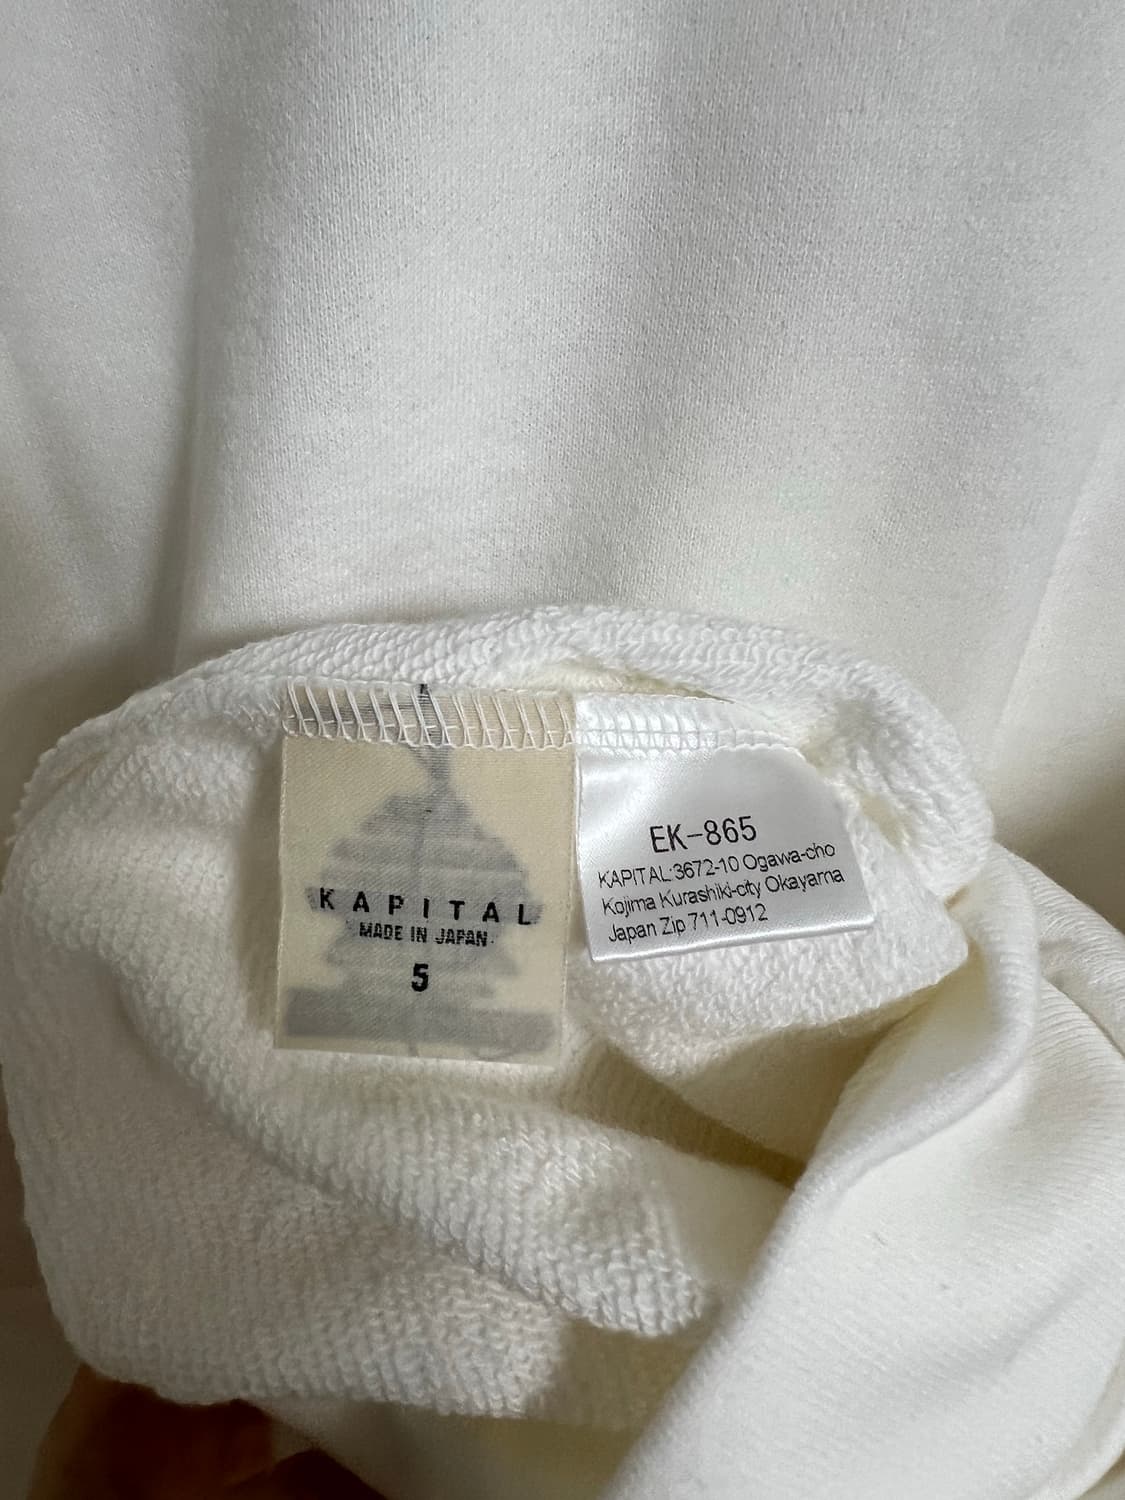 KAPITAL
MADE IN JAPAN
5
EK-865
KAPITAL:3672-10 Ogawa-cho
Kojima Kurashiki-city Okayama
Japan Zip 711-0912